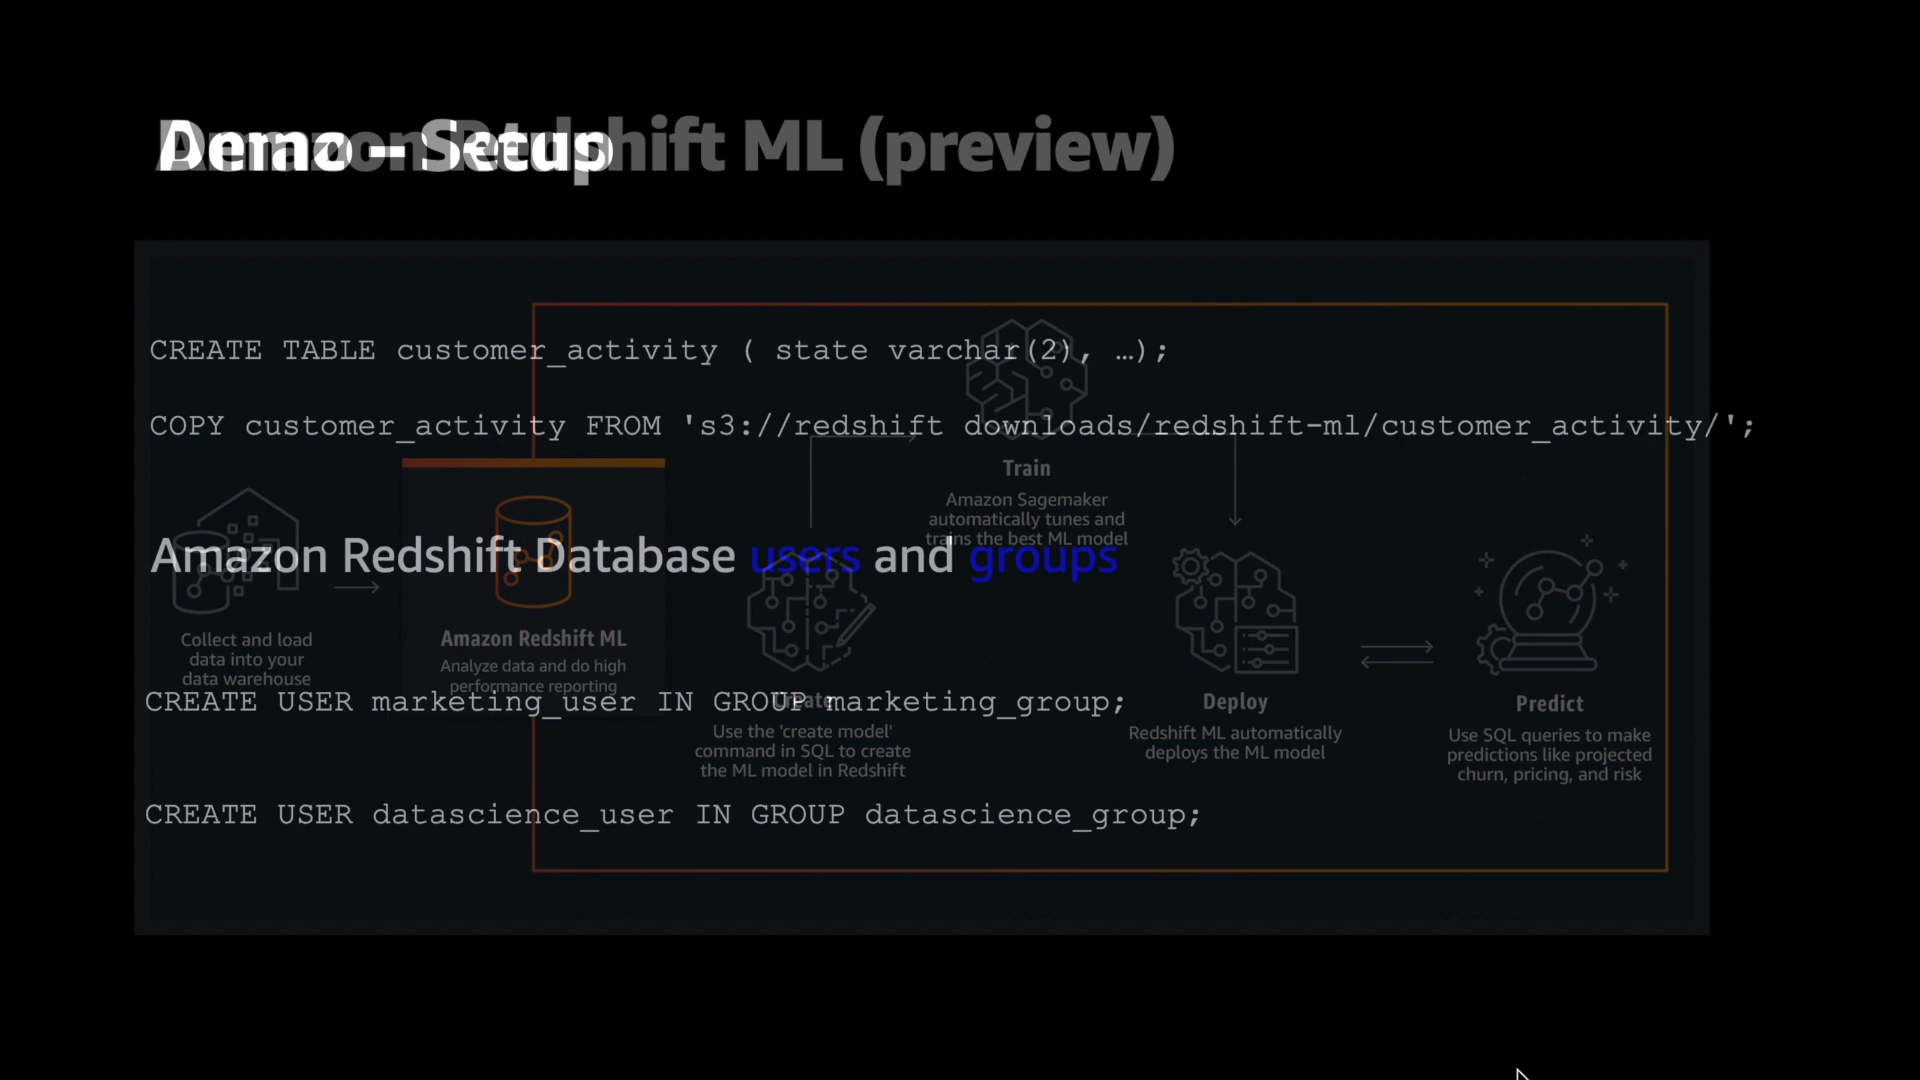 Demo – Setup
Amazon Redshift ML (preview)
CREATE TABLE customer_activity ( state varchar(2), …);
COPY customer_activity FROM 's3://redshift downloads/redshift-ml/customer_activity/';
Amazon Redshift Database users and groups
CREATE USER marketing_user IN GROUP marketing_group;
CREATE USER datascience_user IN GROUP datascience_group;
Collect and load
data into your
data warehouse
Amazon Redshift ML
Analyze data and do high
performance reporting
Create
Use the 'create model'
command in SQL to create
the ML model in Redshift
Train
Amazon Sagemaker
automatically tunes and
trains the best ML model
Deploy
Redshift ML automatically
deploys the ML model
Predict
Use SQL queries to make
predictions like projected
churn, pricing, and risk